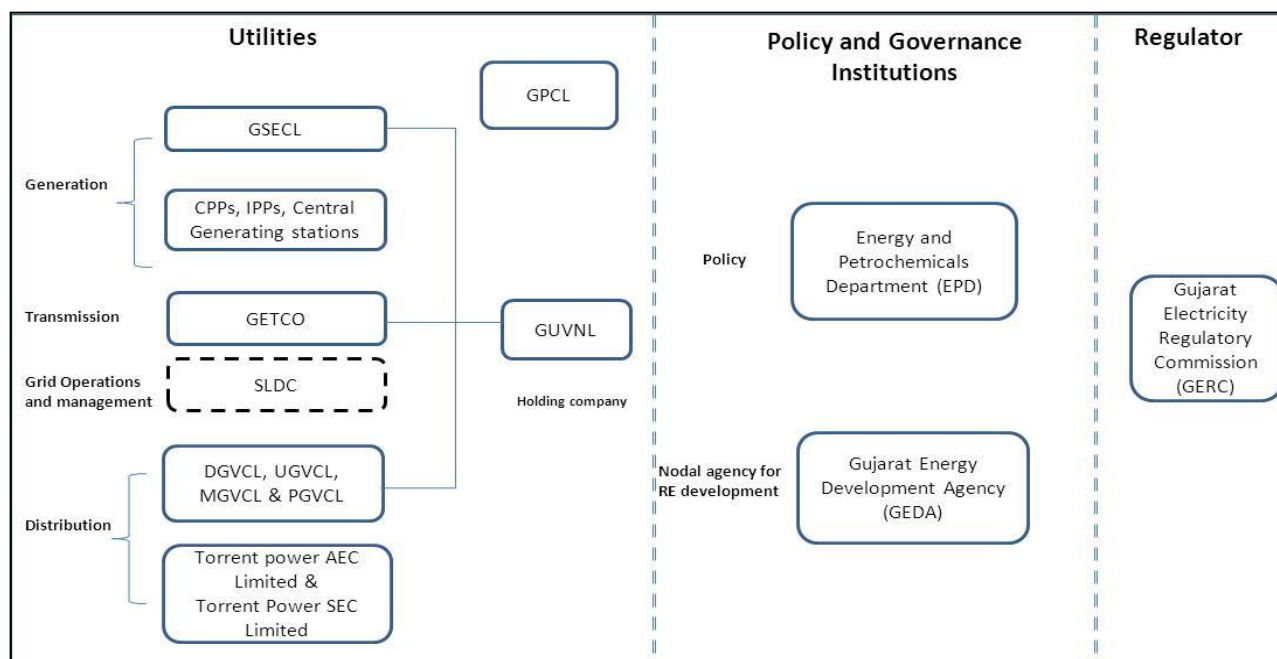 Utilities
GPCL
GSECL
Generation
CPPs, IPPs, Central
Generating stations
Transmission
GETCO
GUVNL
Grid Operations
and management
SLDC
Holding company
DGVCL, UGVCL,
MGVCL & PGVCL
Distribution
Torrent power AEC
Limited &
Torrent Power SEC
Limited
Policy and Governance
Institutions
Policy
Energy and
Petrochemicals
Department (EPD)
Nodal agency for
RE development
Gujarat Energy
Development Agency
(GEDA)
Regulator
Gujarat
Electricity
Regulatory
Commission
(GERC)